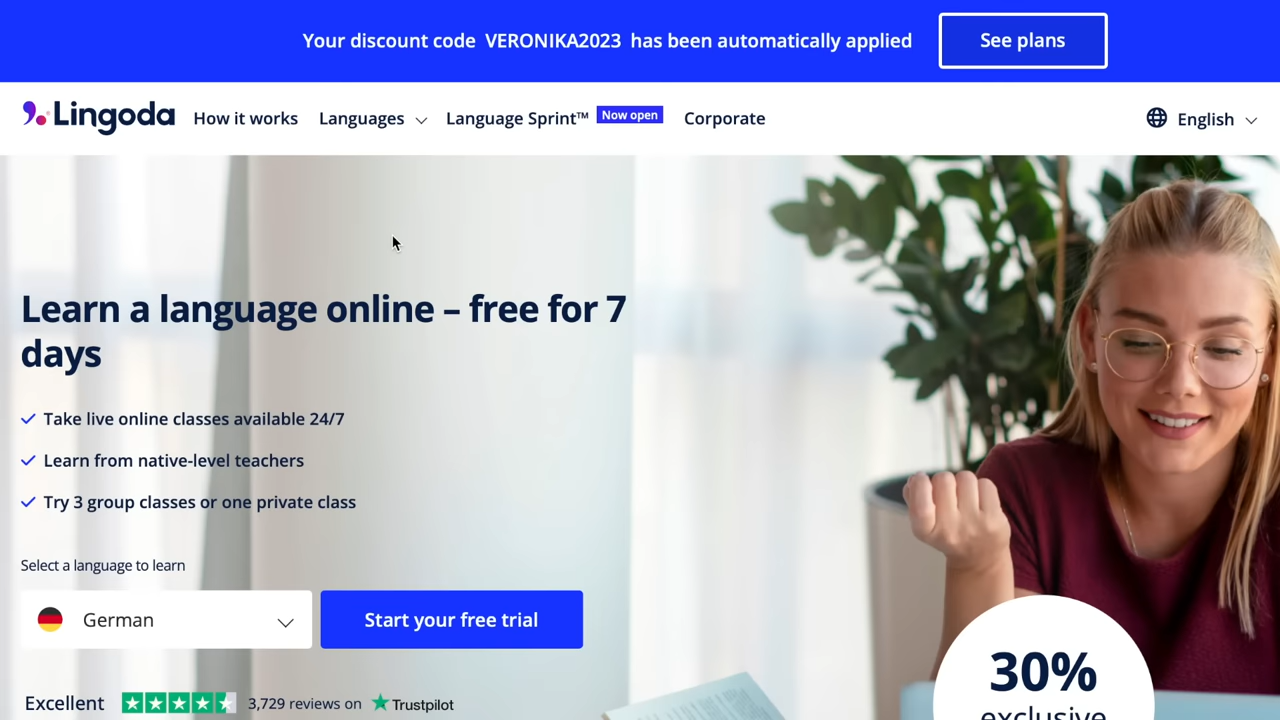 Your discount code VERONIKA2023 has been automatically applied
See plans
Lingoda
How it works
Languages
Language Sprint™
Now open
Corporate
English
Learn a language online – free for 7
days
Take live online classes available 24/7
Learn from native-level teachers
Try 3 group classes or one private class
Select a language to learn
German
Start your free trial
Excellent
3,729 reviews on
Trustpilot
30%
exclusive